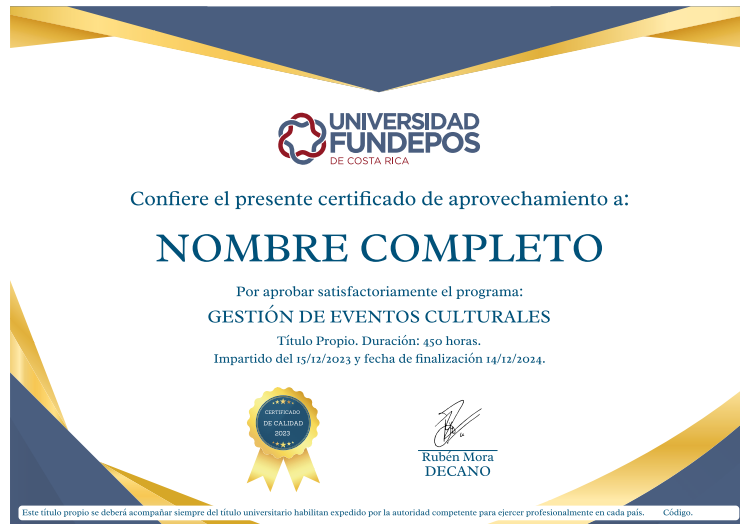 UNIVERSIDAD
FUNDEPOS
DE COSTA RICA
Confiere el presente certificado de aprovechamiento a:
NOMBRE COMPLETO
Por aprobar satisfactoriamente el programa:
GESTIÓN DE EVENTOS CULTURALES
Título Propio. Duración: 450 horas.
Impartido del 15/12/2023 y fecha de finalización 14/12/2024.
CERTIFICADO
DE CALIDAD
2023
Rubén Mora
DECANO
Este título propio se deberá acompañar siempre del título universitario habilitan expedido por la autoridad competente para ejercer profesionalmente en cada país. Código.